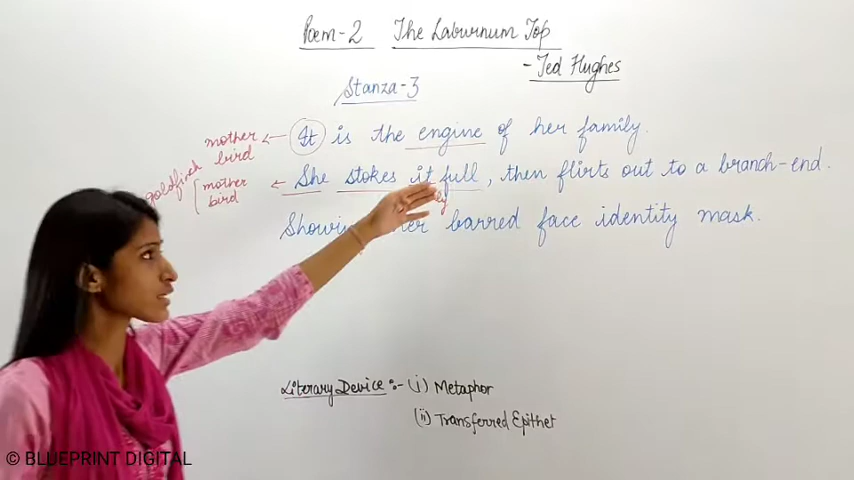 Poem-2 The Laburnum Top
- Ted Hughes
Stanza-3
mother bird ← It is the engine of her family.
goldfinch mother bird ← She stokes it full, then flirts out to a branch-end.
her barred face identity mask.
Literary Device :- (i) Metaphor
(ii) Transferred Epithet
© BLUEPRINT DIGITAL